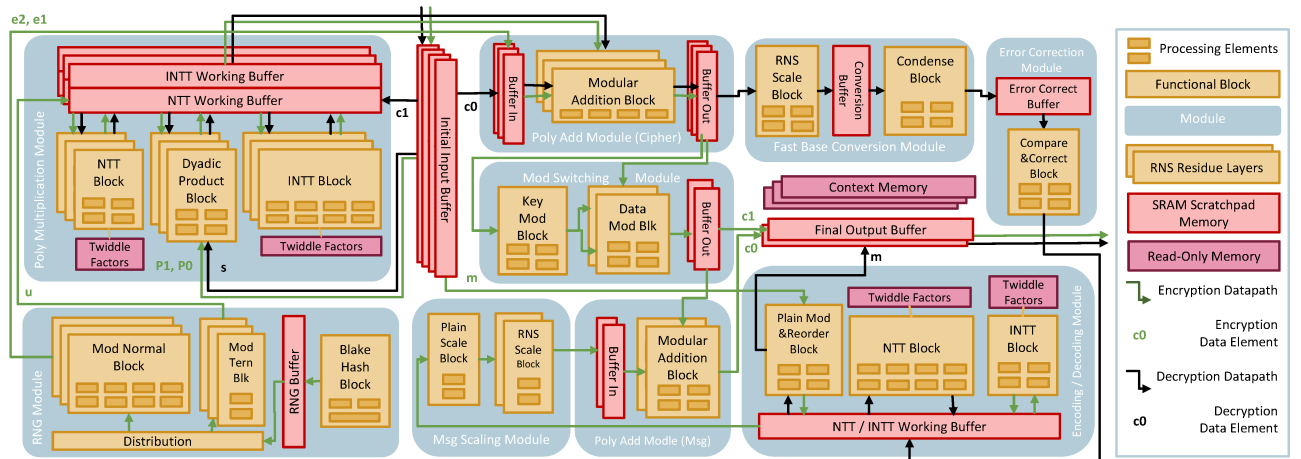 e2, e1
INTT Working Buffer
NTT Working Buffer
NTT
Block
Dyadic
Product
Block
INTT BLock
Twiddle
Factors
Twiddle Factors
Poly Multiplication Module
P1, P0
s
u
c1
Initial Input Buffer
c0
m
Buffer In
Modular
Addition Block
Buffer Out
Poly Add Module (Cipher)
RNS
Scale
Block
Conversion
Buffer
Condense
Block
Fast Base Conversion Module
Error Correction
Module
Error Correct
Buffer
Compare
&Correct
Block
Mod Switching Module
Key
Mod
Block
Data
Mod Blk
Buffer Out
c1
c0
Context Memory
Final Output Buffer
m
Mod Normal
Block
Mod
Tern
Blk
RNG Buffer
Blake
Hash
Block
Distribution
RNG Module
Plain
Scale
Block
RNS
Scale
Block
Msg Scaling Module
Buffer In
Modular
Addition
Block
Poly Add Modle (Msg)
Plain Mod
&Reorder
Block
Twiddle Factors
NTT Block
Twiddle
Factors
INTT
Block
NTT / INTT Working Buffer
Encoding / Decoding Module
Processing Elements
Functional Block
Module
RNS Residue Layers
SRAM Scratchpad
Memory
Read-Only Memory
Encryption Datapath
c0
Encryption
Data Element
Decryption Datapath
c0
Decryption
Data Element